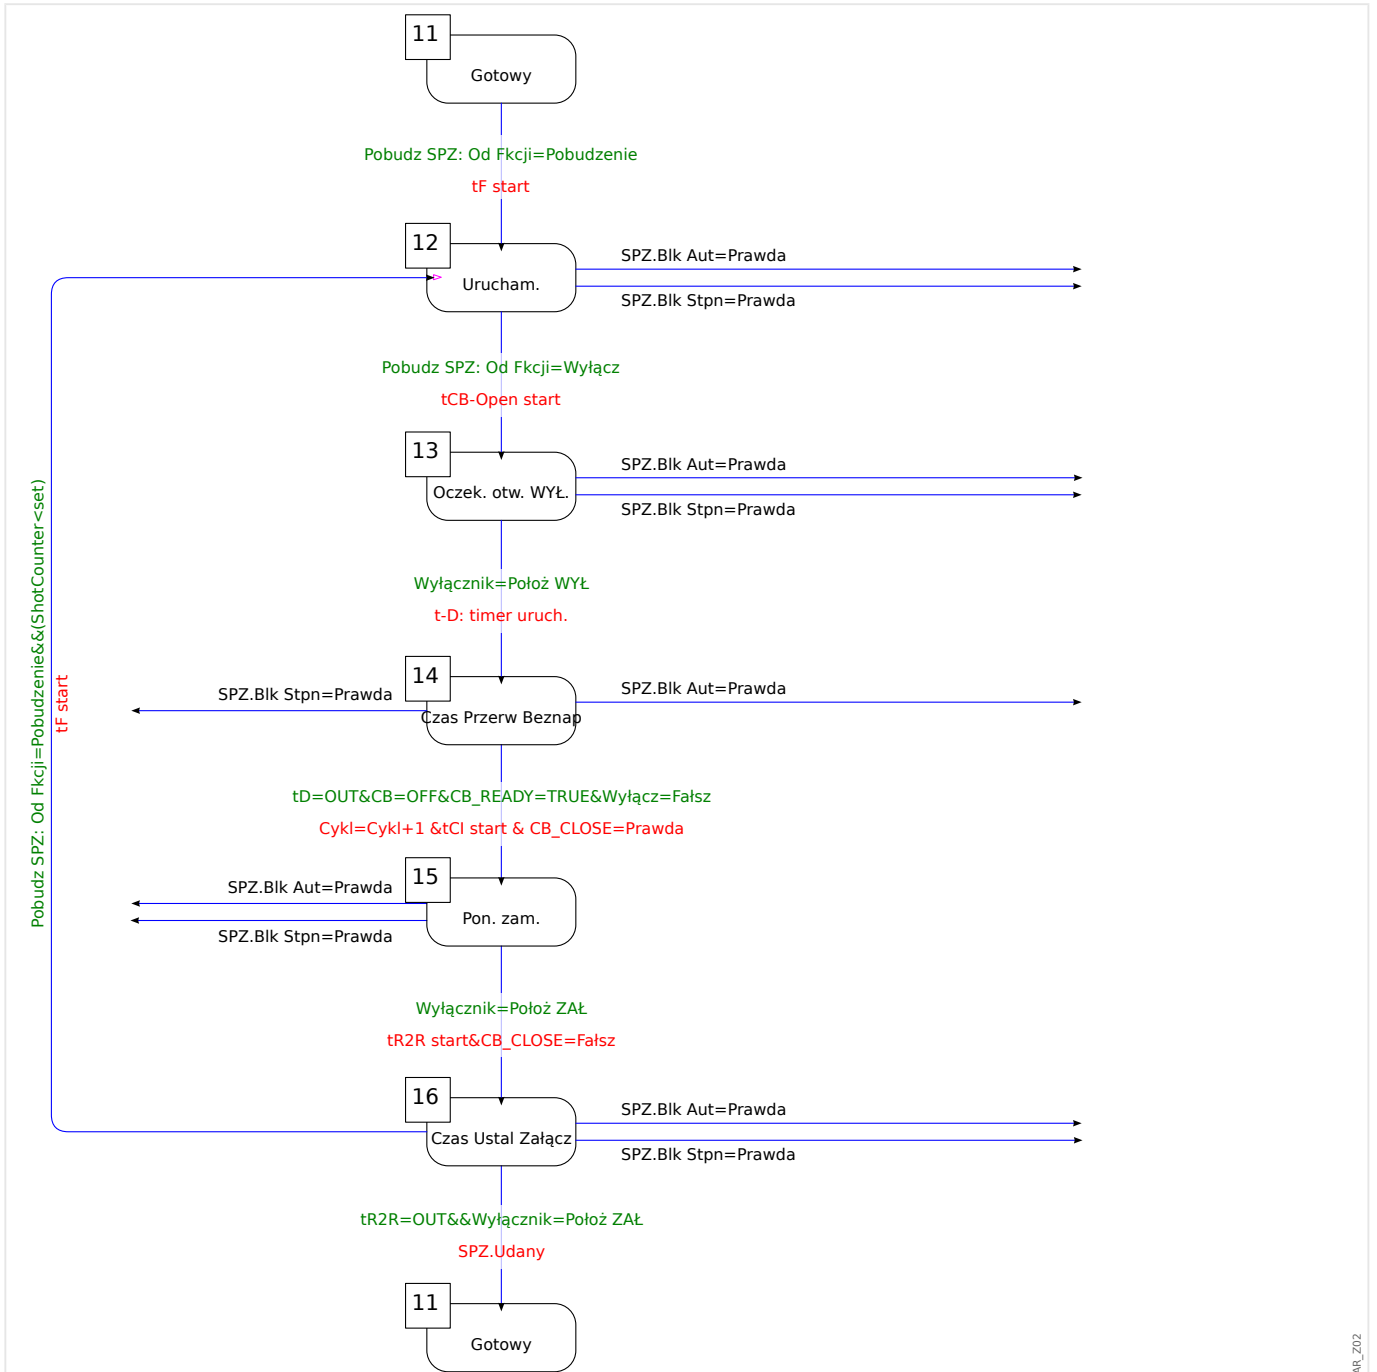 11
Gotowy
Pobudz SPZ: Od Fkcji=Pobudzenie
tF start
12
Urucham.
SPZ.Blk Aut=Prawda
SPZ.Blk Stpn=Prawda
Pobudz SPZ: Od Fkcji=Wyłącz
tCB-Open start
13
Oczek. otw. WYŁ.
SPZ.Blk Aut=Prawda
SPZ.Blk Stpn=Prawda
Wyłącznik=Położ WYŁ
t-D: timer uruch.
Pobudz SPZ: Od Fkcji=Pobudzenie&&(ShotCounter<set)
tF start
14
Czas Przerw Beznap
SPZ.Blk Stpn=Prawda
SPZ.Blk Aut=Prawda
tD=OUT&CB=OFF&CB_READY=TRUE&Wyłącz=Fałsz
Cykl=Cykl+1 &tCI start & CB_CLOSE=Prawda
15
Pon. zam.
SPZ.Blk Aut=Prawda
SPZ.Blk Stpn=Prawda
Wyłącznik=Położ ZAŁ
tR2R start&CB_CLOSE=Fałsz
16
Czas Ustal Załącz
SPZ.Blk Aut=Prawda
SPZ.Blk Stpn=Prawda
tR2R=OUT&&Wyłącznik=Położ ZAŁ
SPZ.Udany
11
Gotowy
AR_Z02